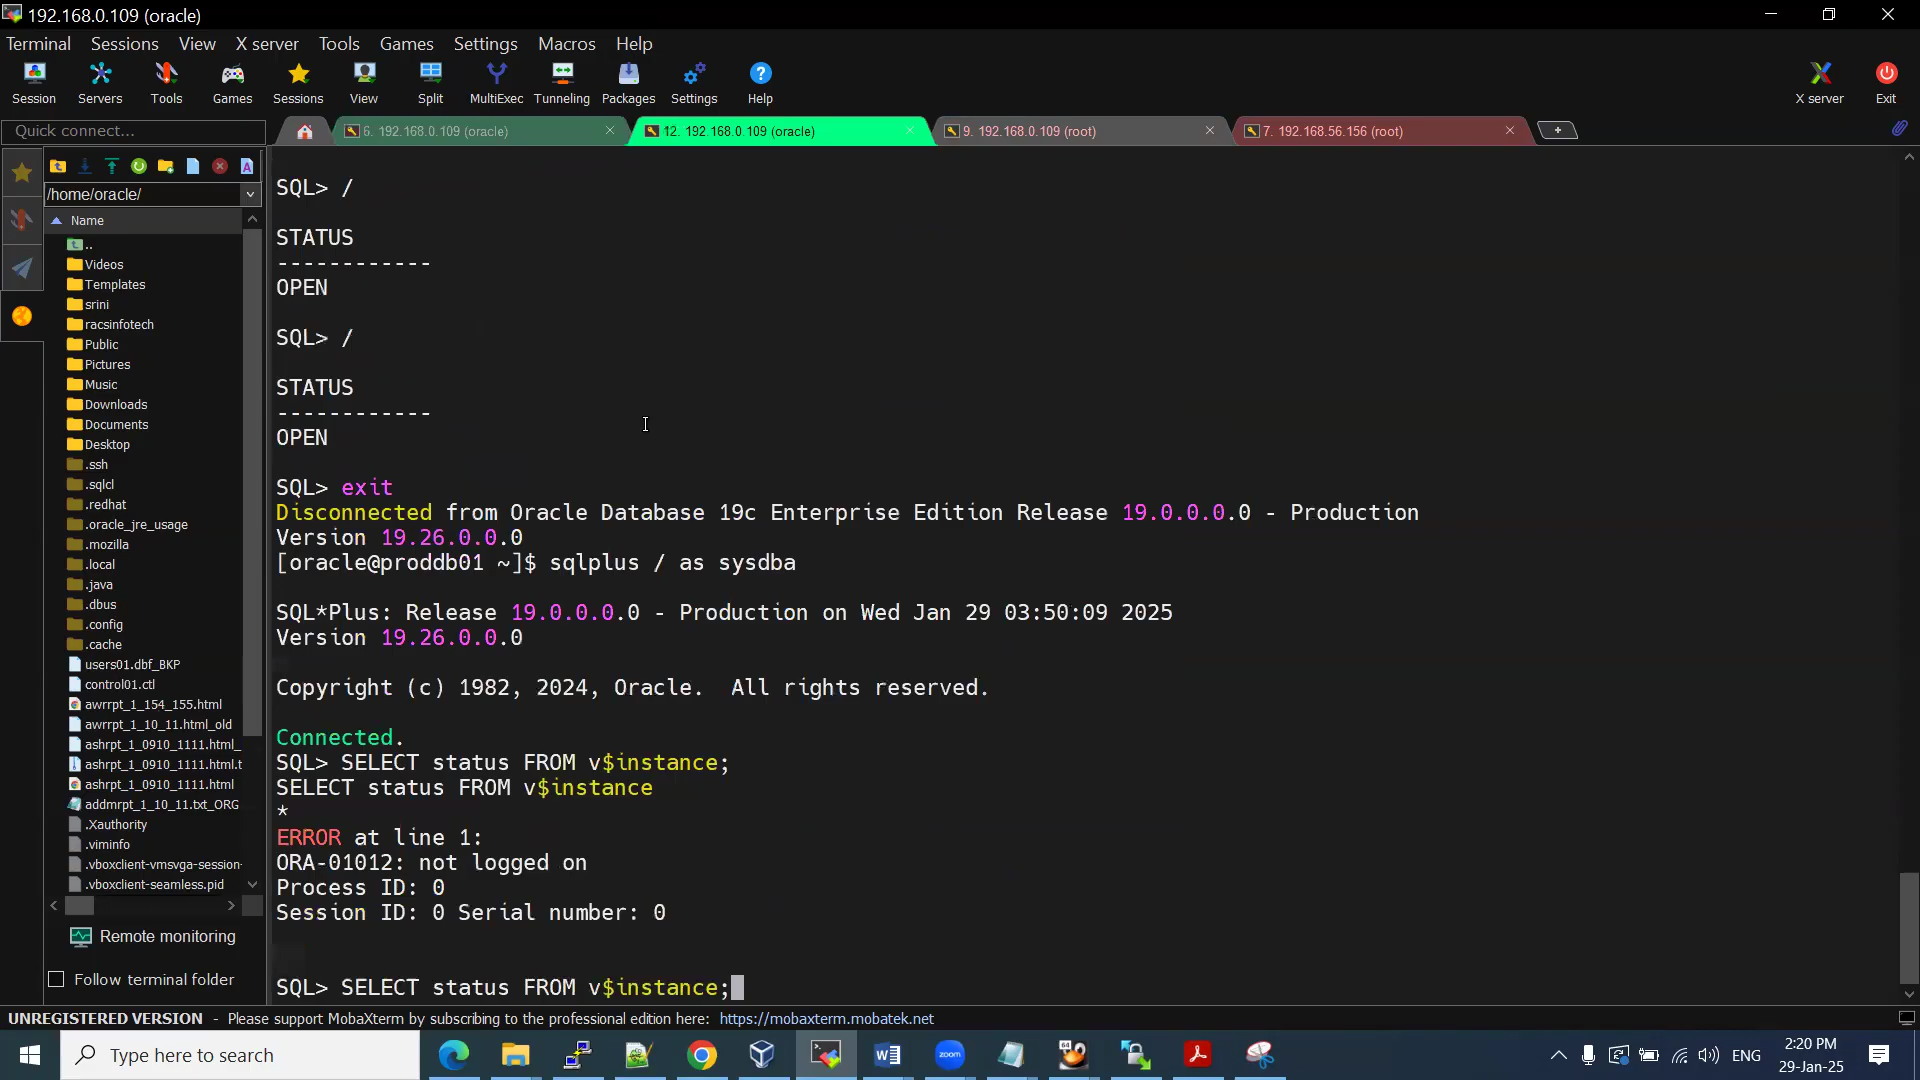 192.168.0.109 (oracle)
Terminal Sessions View X server Tools Games Settings Macros Help
Session Servers Tools Games Sessions View Split MultiExec Tunneling Packages Settings Help X server Exit
Quick connect...
6. 192.168.0.109 (oracle)
12. 192.168.0.109 (oracle)
9. 192.168.0.109 (root)
7. 192.168.56.156 (root)
/home/oracle/
Name
..
Videos
Templates
srini
racsinfotech
Public
Pictures
Music
Downloads
Documents
Desktop
.ssh
.sqlcl
.redhat
.oracle_jre_usage
.mozilla
.local
.java
.dbus
.config
.cache
users01.dbf_BKP
control01.ctl
awrrpt_1_154_155.html
awrrpt_1_10_11.html_old
ashrpt_1_0910_1111.html_
ashrpt_1_0910_1111.html.t
ashrpt_1_0910_1111.html
addmrpt_1_10_11.txt_ORG
.Xauthority
.viminfo
.vboxclient-vmsvga-session-
.vboxclient-seamless.pid
Remote monitoring
Follow terminal folder
SQL> /
STATUS
------------
OPEN
SQL> /
STATUS
------------
OPEN
SQL> exit
Disconnected from Oracle Database 19c Enterprise Edition Release 19.0.0.0.0 - Production
Version 19.26.0.0.0
[oracle@proddb01 ~]$ sqlplus / as sysdba
SQL*Plus: Release 19.0.0.0.0 - Production on Wed Jan 29 03:50:09 2025
Version 19.26.0.0.0
Copyright (c) 1982, 2024, Oracle.  All rights reserved.
Connected.
SQL> SELECT status FROM v$instance;
SELECT status FROM v$instance
*
ERROR at line 1:
ORA-01012: not logged on
Process ID: 0
Session ID: 0 Serial number: 0
SQL> SELECT status FROM v$instance;
UNREGISTERED VERSION - Please support MobaXterm by subscribing to the professional edition here: https://mobaxterm.mobatek.net
Type here to search
zoom
64
ENG
2:20 PM
29-Jan-25